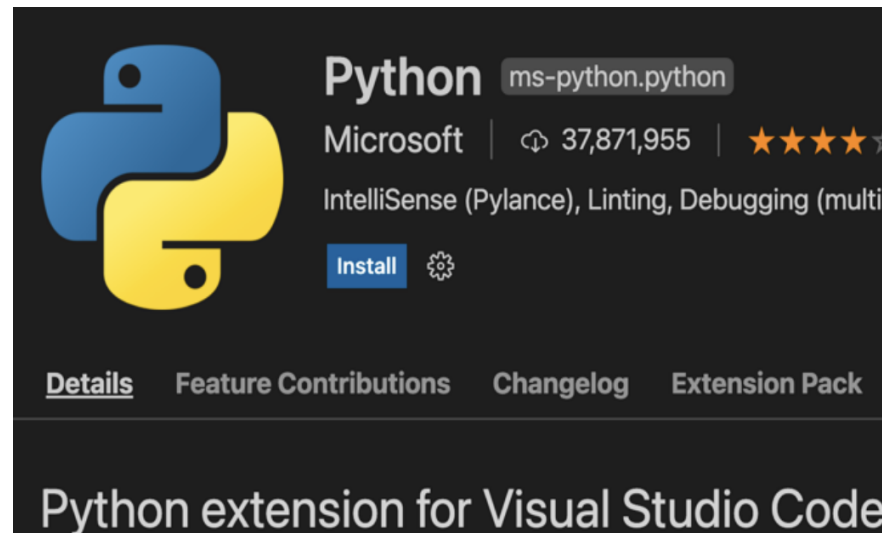 Python ms-python.python
Microsoft 37,871,955
IntelliSense (Pylance), Linting, Debugging (multi
Install
Details Feature Contributions Changelog Extension Pack
Python extension for Visual Studio Code